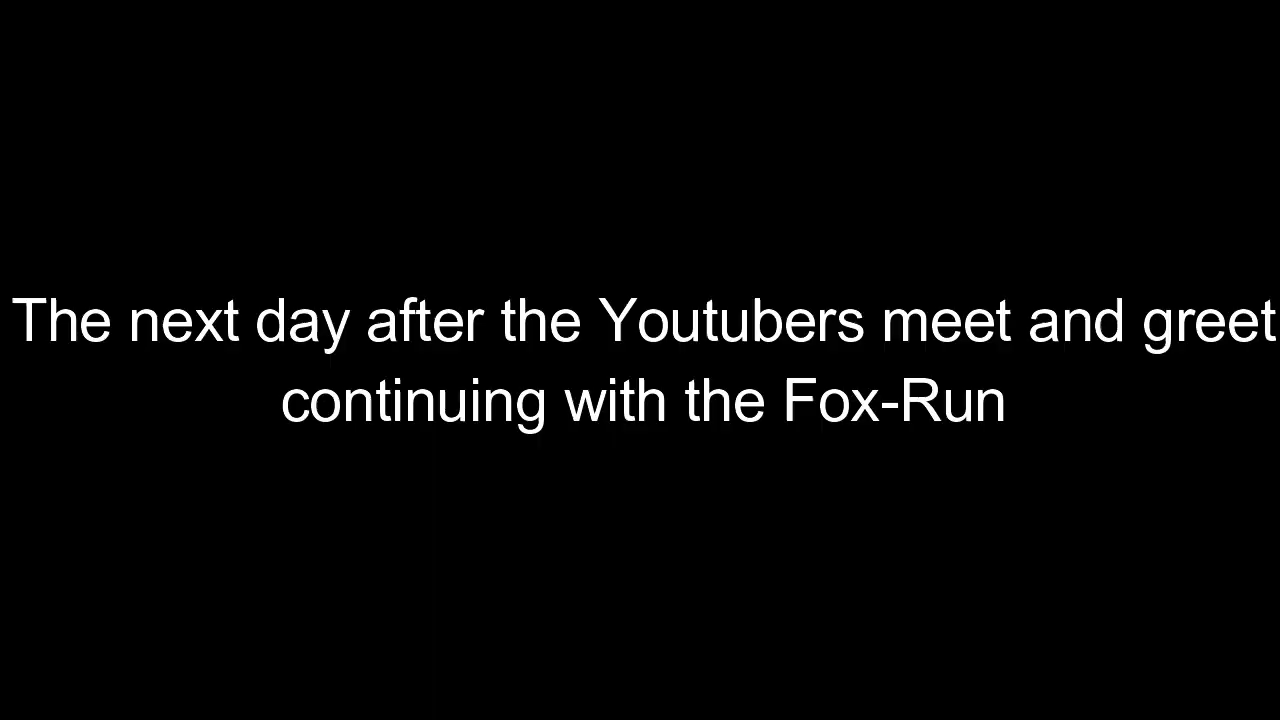 The next day after the Youtubers meet and greet
continuing with the Fox-Run